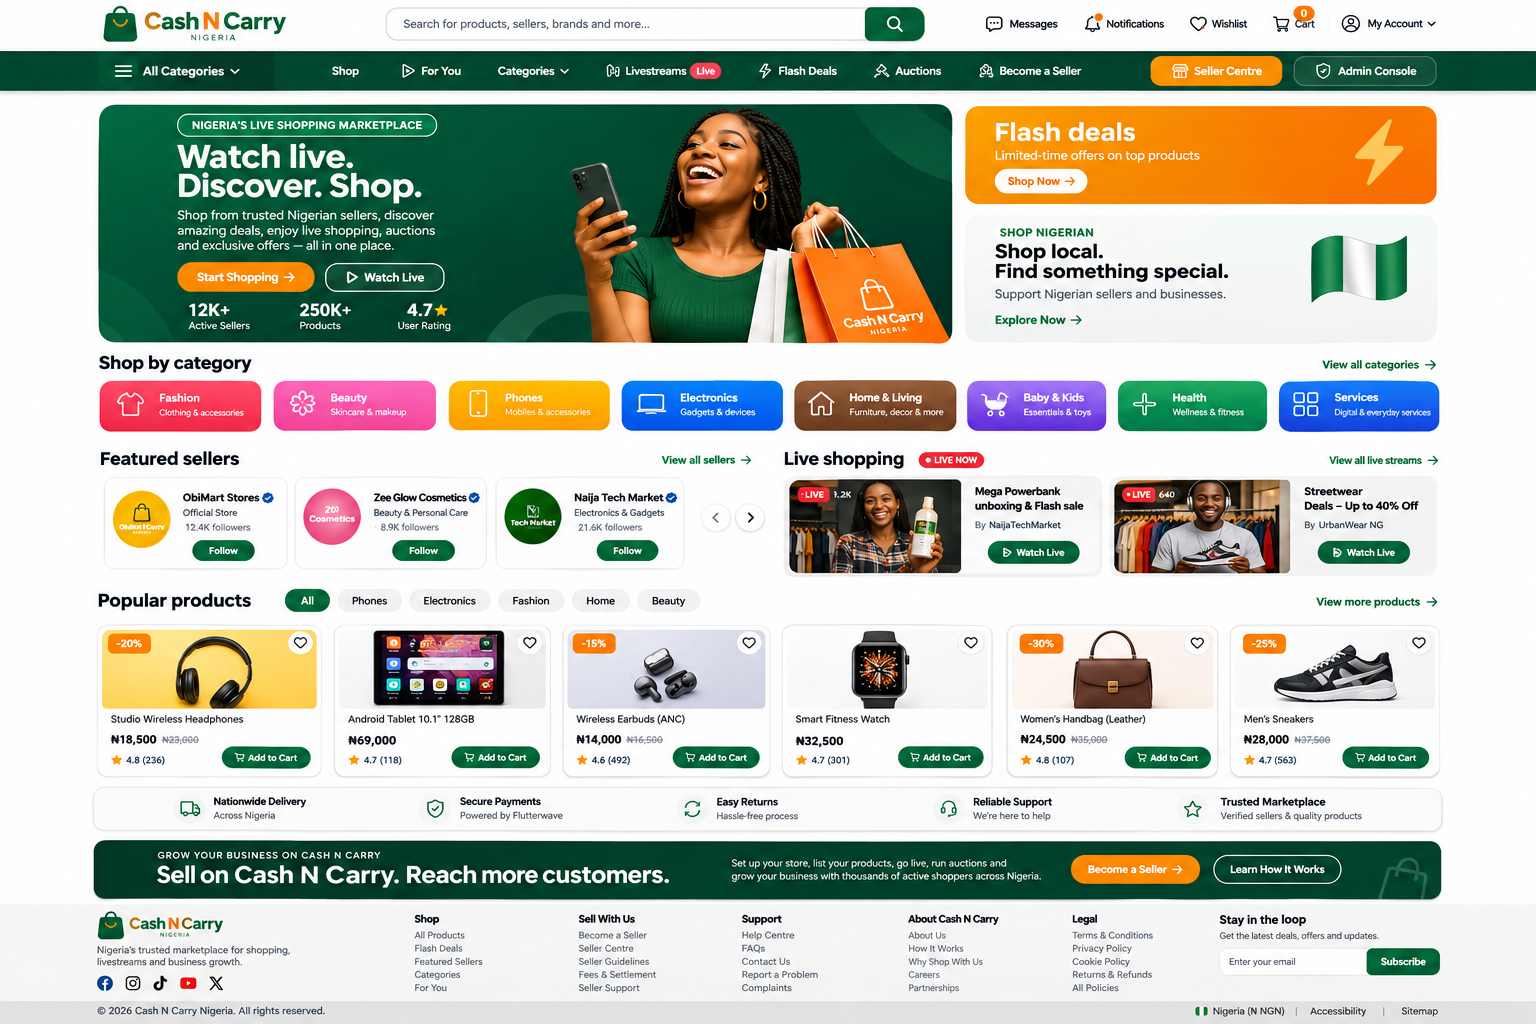 Cash N Carry
NIGERIA
Search for products, sellers, brands and more...
Messages
Notifications
Wishlist
0
Cart
My Account
All Categories
Shop
For You
Categories
Livestreams Live
Flash Deals
Auctions
Become a Seller
Seller Centre
Admin Console
NIGERIA'S LIVE SHOPPING MARKETPLACE
Watch live.
Discover. Shop.
Shop from trusted Nigerian sellers, discover
amazing deals, enjoy live shopping, auctions
and exclusive offers — all in one place.
Start Shopping →
Watch Live
12K+
Active Sellers
250K+
Products
4.7★
User Rating
Cash N Carry
NIGERIA
Flash deals
Limited-time offers on top products
Shop Now →
SHOP NIGERIAN
Shop local.
Find something special.
Support Nigerian sellers and businesses.
Explore Now →
Shop by category
View all categories →
Fashion
Clothing & accessories
Beauty
Skincare & makeup
Phones
Mobiles & accessories
Electronics
Gadgets & devices
Home & Living
Furniture, decor & more
Baby & Kids
Essentials & toys
Health
Wellness & fitness
Services
Digital & everyday services
Featured sellers
View all sellers →
ObiMart Stores
Official Store
12.4K followers
Follow
Cosmetics
Zee Glow Cosmetics
Beauty & Personal Care
8.9K followers
Follow
Tech Market
Naija Tech Market
Electronics & Gadgets
21.6K followers
Follow
Live shopping
• LIVE NOW
View all live streams →
LIVE
Mega Powerbank
unboxing & Flash sale
By NaijaTechMarket
Watch Live
LIVE 640
Streetwear
Deals – Up to 40% Off
By UrbanWear NG
Watch Live
Popular products
All
Phones
Electronics
Fashion
Home
Beauty
View more products →
-20%
Studio Wireless Headphones
₦18,500 ₦23,000
4.8 (236)
Add to Cart
Android Tablet 10.1" 128GB
₦69,000
4.7 (118)
Add to Cart
-15%
Wireless Earbuds (ANC)
₦14,000 ₦16,500
4.6 (492)
Add to Cart
Smart Fitness Watch
₦32,500
4.7 (301)
Add to Cart
-30%
Women's Handbag (Leather)
₦24,500 ₦35,000
4.8 (107)
Add to Cart
-25%
Men's Sneakers
₦28,000 ₦37,500
4.7 (563)
Add to Cart
Nationwide Delivery
Across Nigeria
Secure Payments
Powered by Flutterwave
Easy Returns
Hassle-free process
Reliable Support
We're here to help
Trusted Marketplace
Verified sellers & quality products
GROW YOUR BUSINESS ON CASH N CARRY
Sell on Cash N Carry. Reach more customers.
Set up your store, list your products, go live, run auctions and
grow your business with thousands of active shoppers across Nigeria.
Become a Seller →
Learn How It Works
Cash N Carry
NIGERIA
Nigeria's trusted marketplace for shopping,
livestreams and business growth.
Shop
All Products
Flash Deals
Featured Sellers
Categories
For You
Sell With Us
Become a Seller
Seller Centre
Seller Guidelines
Fees & Settlement
Seller Support
Support
Help Centre
FAQs
Contact Us
Report a Problem
Complaints
About Cash N Carry
About Us
How It Works
Why Shop With Us
Careers
Partnerships
Legal
Terms & Conditions
Privacy Policy
Cookie Policy
Returns & Refunds
All Policies
Stay in the loop
Get the latest deals, offers and updates.
Enter your email
Subscribe
© 2026 Cash N Carry Nigeria. All rights reserved.
Nigeria (₦ NGN)
Accessibility
Sitemap